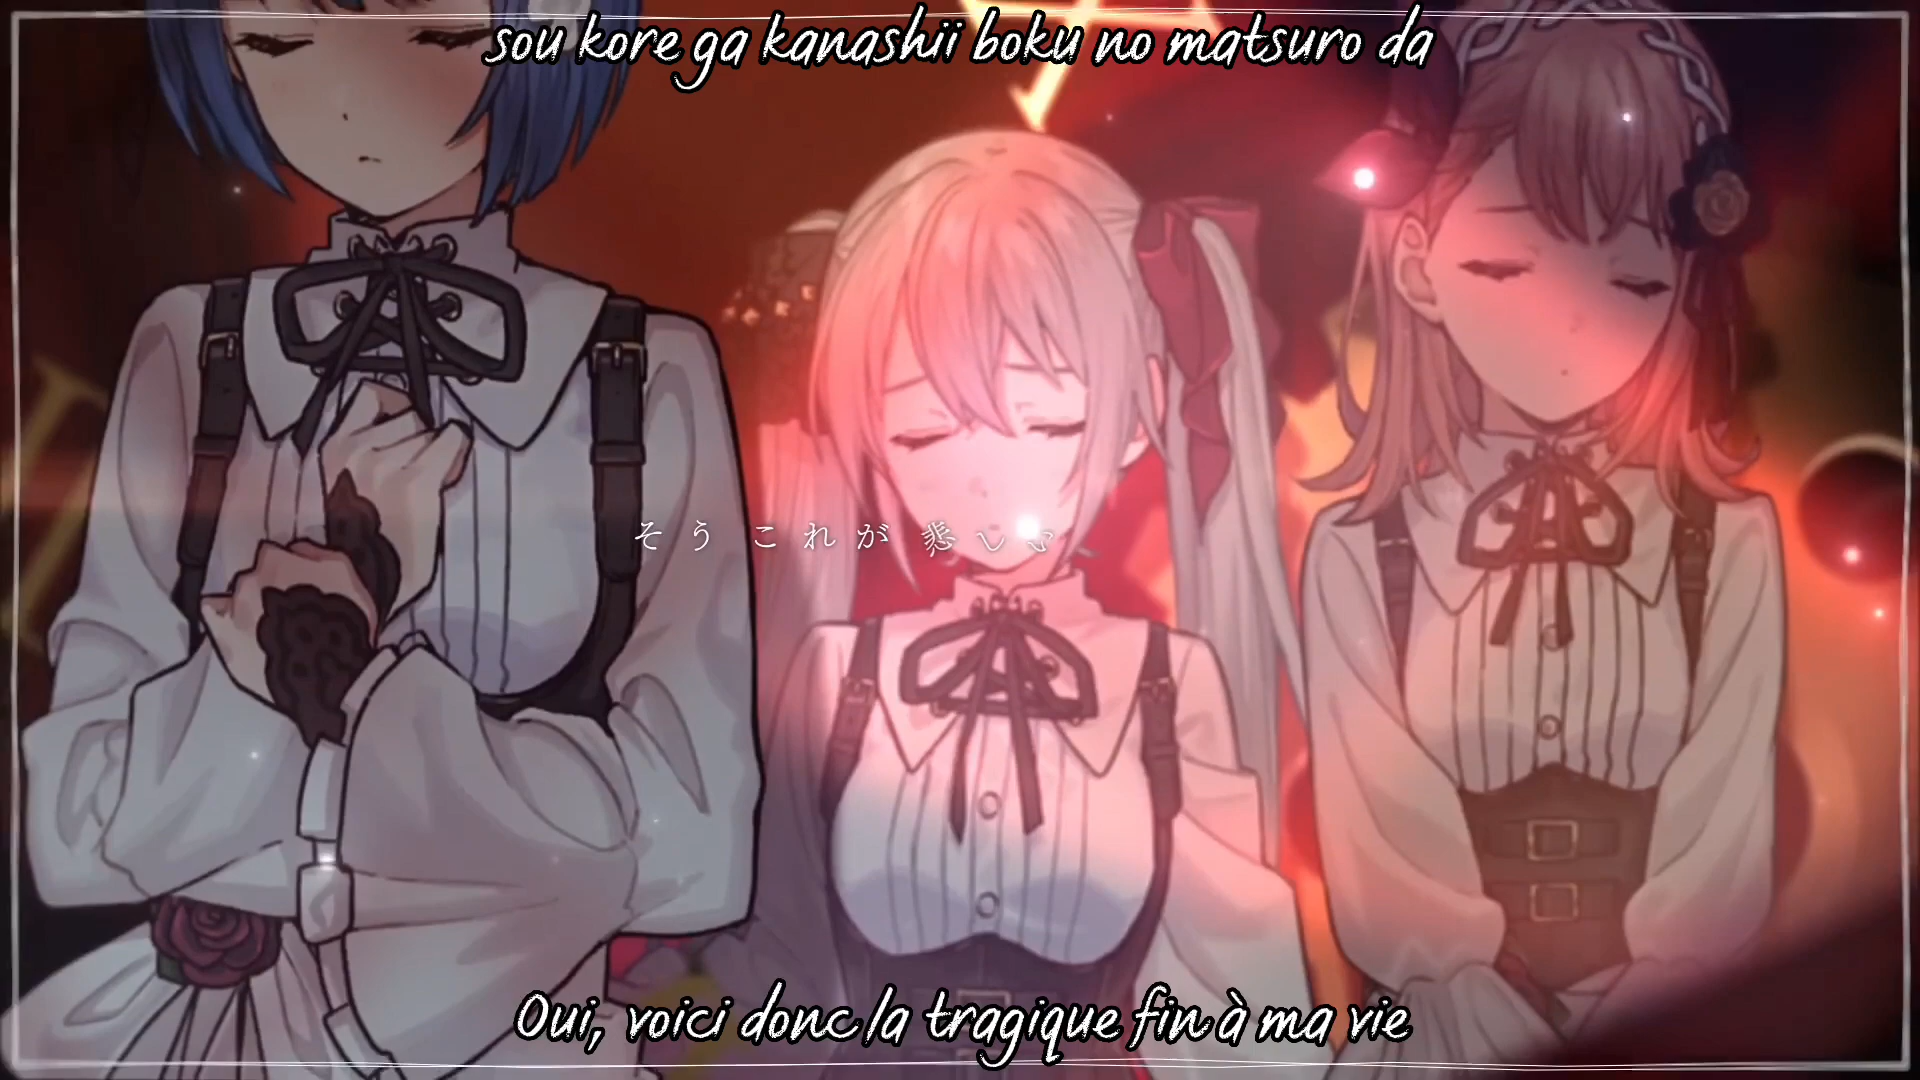 sou kore ga kanashii boku no matsuro da
そう これが 悲しい
Oui, voici donc la tragique fin à ma vie